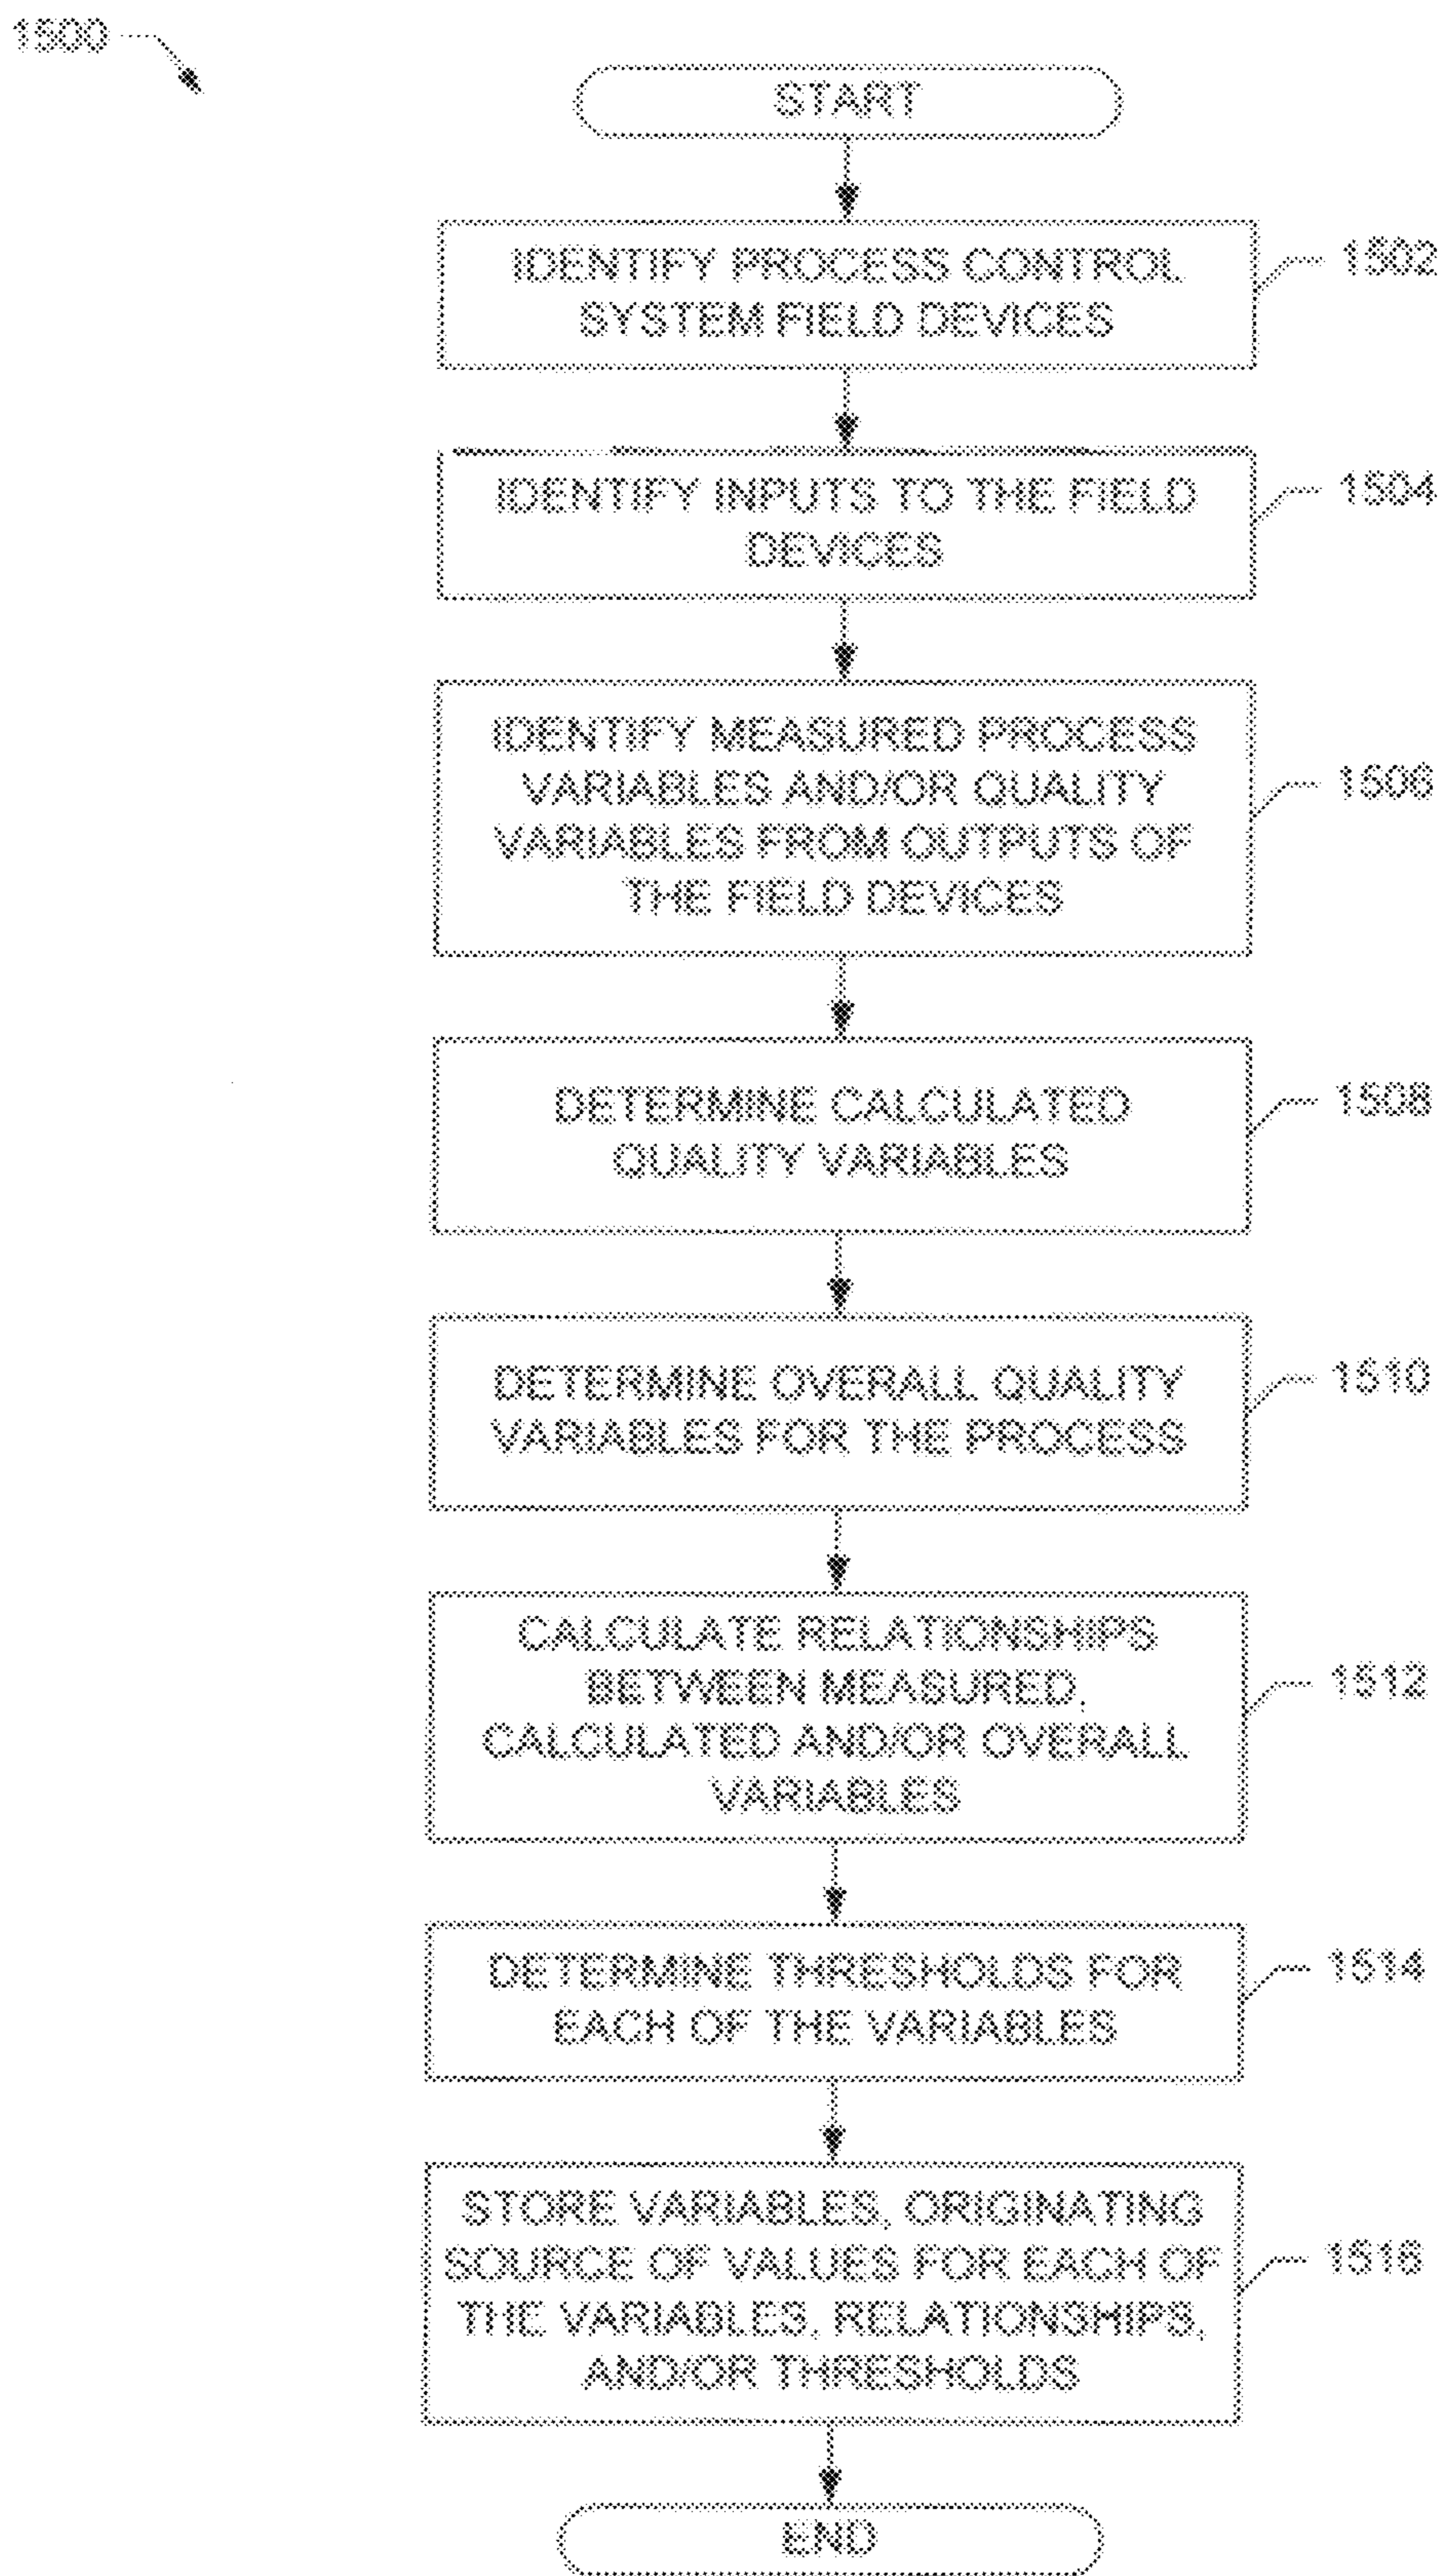 1500
START
IDENTIFY PROCESS CONTROL
SYSTEM FIELD DEVICES
1502
IDENTIFY INPUTS TO THE FIELD
DEVICES
1504
IDENTIFY MEASURED PROCESS
VARIABLES AND/OR QUALITY
VARIABLES FROM OUTPUTS OF
THE FIELD DEVICES
1506
DETERMINE CALCULATED
QUALITY VARIABLES
1508
DETERMINE OVERALL QUALITY
VARIABLES FOR THE PROCESS
1510
CALCULATE RELATIONSHIPS
BETWEEN MEASURED,
CALCULATED AND/OR OVERALL
VARIABLES
1512
DETERMINE THRESHOLDS FOR
EACH OF THE VARIABLES
1514
STORE VARIABLES, ORIGINATING
SOURCE OF VALUES FOR EACH OF
THE VARIABLES, RELATIONSHIPS,
AND/OR THRESHOLDS
1516
END